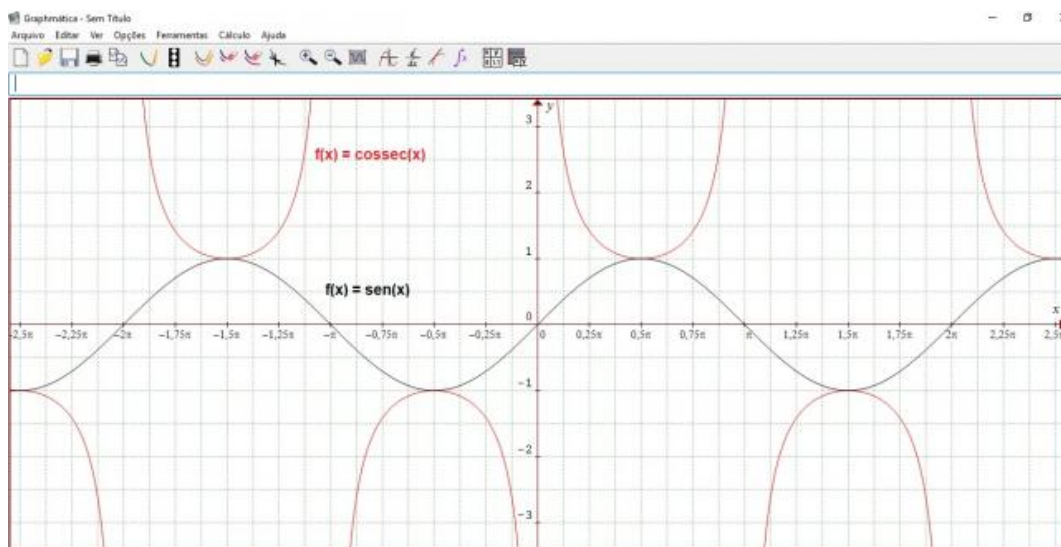 Graphmática - Sem Título
Arquivo Editar Ver Opções Ferramentas Cálculo Ajuda
y
3
f(x) = cossec(x)
2
1
f(x) = sen(x)
0
x
-2,5π -2,25π -2π -1,75π -1,5π -1,25π -π -0,75π -0,5π -0,25π 0 0,25π 0,5π 0,75π π 1,25π 1,5π 1,75π 2π 2,25π 2,5π
-1
-2
-3